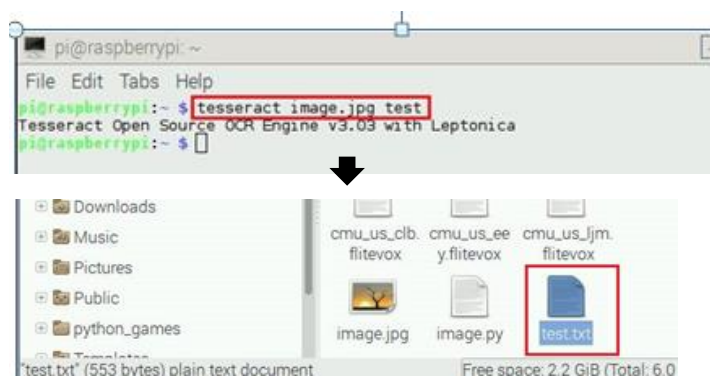 pi@raspberrypi: ~
File Edit Tabs Help
pi@raspberrypi:~ $ tesseract image.jpg test
Tesseract Open Source OCR Engine v3.03 with Leptonica
pi@raspberrypi:~ $
Downloads
Music
Pictures
Public
python_games
Templates
cmu_us_clb. cmu_us_ee cmu_us_ljm.
flitevox y.flitevox flitevox
image.jpg image.py test.txt
"test.txt" (553 bytes) plain text document Free space: 2.2 GiB (Total: 6.0